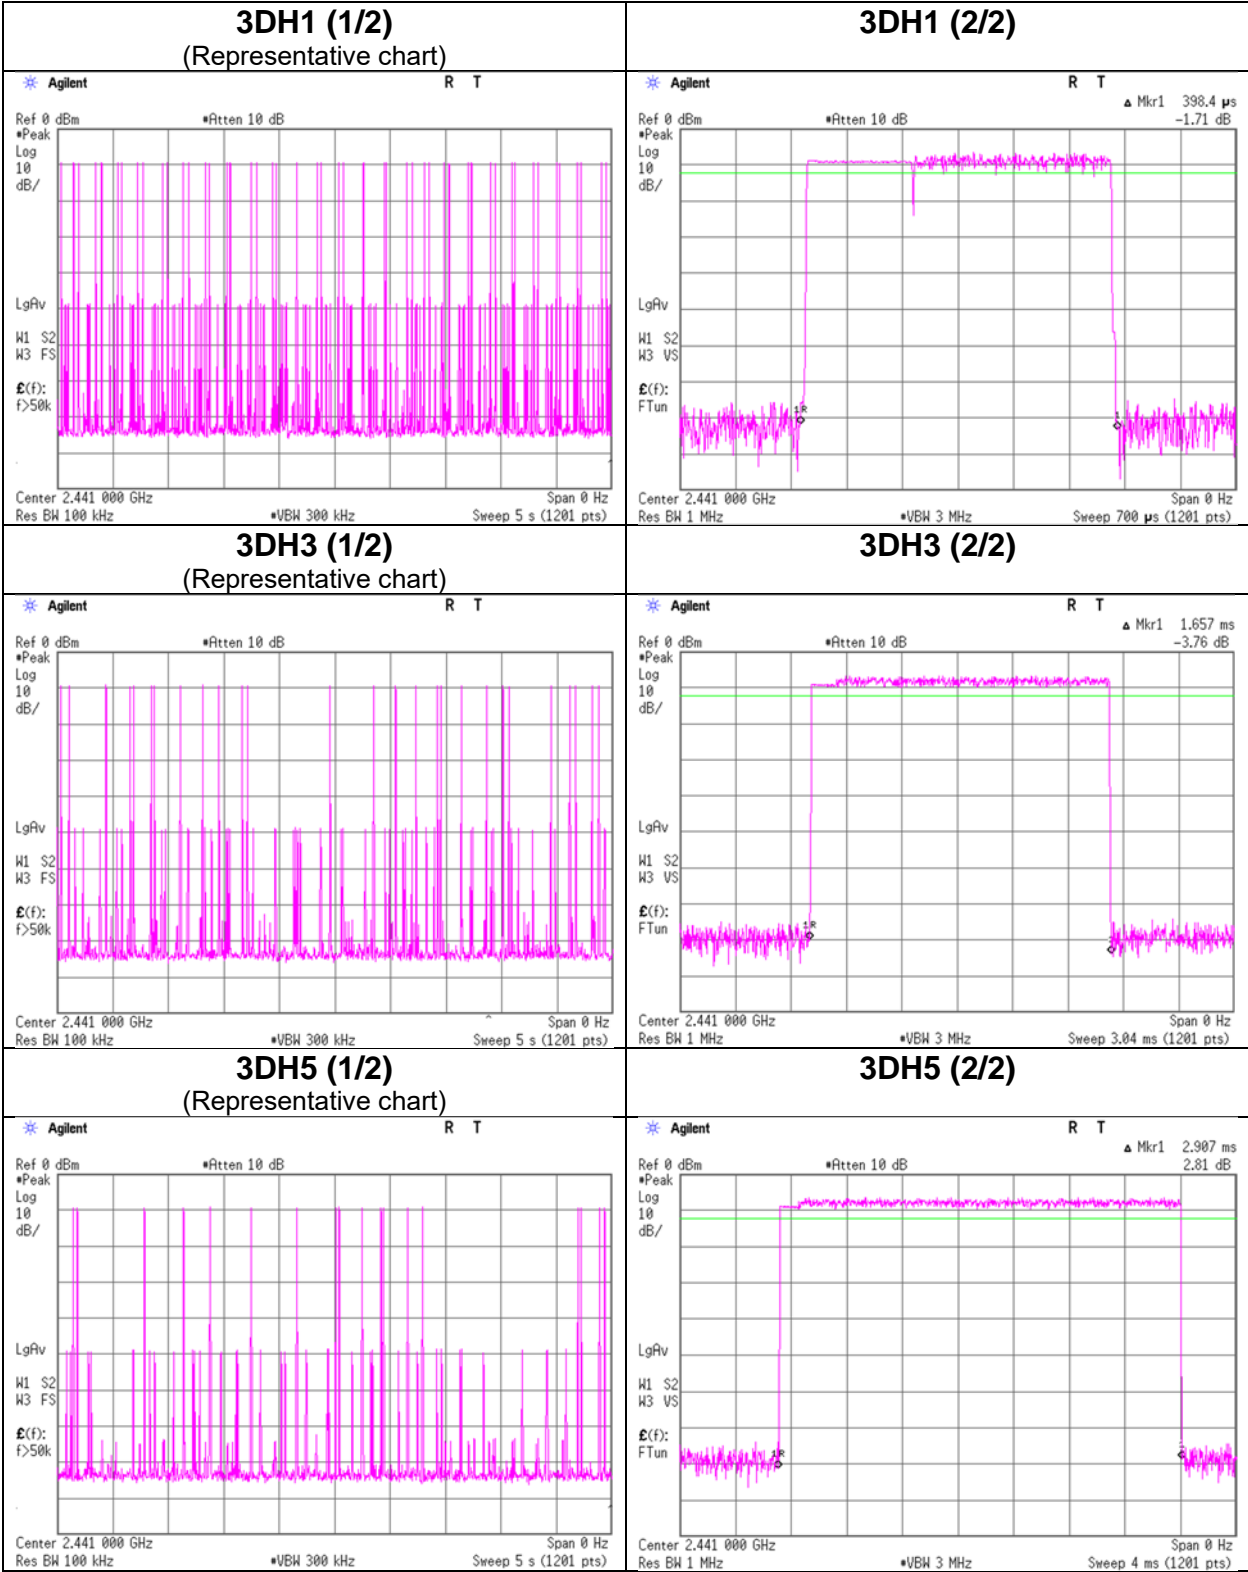 3DH1 (1/2)
(Representative chart)
Agilent
R T
Ref 0 dBm
*Atten 10 dB
*Peak
Log
10
dB/
LgAv
W1 S2
W3 FS
£(f):
f>50k
Center 2.441 000 GHz
Span 0 Hz
Res BW 100 kHz
*VBW 300 kHz
Sweep 5 s (1201 pts)
3DH1 (2/2)
Agilent
R T
Δ Mkr1 398.4 µs
Ref 0 dBm
*Atten 10 dB
-1.71 dB
*Peak
Log
10
dB/
LgAv
W1 S2
W3 VS
£(f):
FTun
1R
1
Center 2.441 000 GHz
Span 0 Hz
Res BW 1 MHz
*VBW 3 MHz
Sweep 700 µs (1201 pts)
3DH3 (1/2)
(Representative chart)
Agilent
R T
Ref 0 dBm
*Atten 10 dB
*Peak
Log
10
dB/
LgAv
W1 S2
W3 FS
£(f):
f>50k
Center 2.441 000 GHz
Span 0 Hz
Res BW 100 kHz
*VBW 300 kHz
Sweep 5 s (1201 pts)
3DH3 (2/2)
Agilent
R T
Δ Mkr1 1.657 ms
Ref 0 dBm
*Atten 10 dB
-3.76 dB
*Peak
Log
10
dB/
LgAv
W1 S2
W3 VS
£(f):
FTun
1R
Center 2.441 000 GHz
Span 0 Hz
Res BW 1 MHz
*VBW 3 MHz
Sweep 3.04 ms (1201 pts)
3DH5 (1/2)
(Representative chart)
Agilent
R T
Ref 0 dBm
*Atten 10 dB
*Peak
Log
10
dB/
LgAv
W1 S2
W3 FS
£(f):
f>50k
Center 2.441 000 GHz
Span 0 Hz
Res BW 100 kHz
*VBW 300 kHz
Sweep 5 s (1201 pts)
3DH5 (2/2)
Agilent
R T
Δ Mkr1 2.907 ms
Ref 0 dBm
*Atten 10 dB
2.81 dB
*Peak
Log
10
dB/
LgAv
W1 S2
W3 VS
£(f):
FTun
1R
Center 2.441 000 GHz
Span 0 Hz
Res BW 1 MHz
*VBW 3 MHz
Sweep 4 ms (1201 pts)